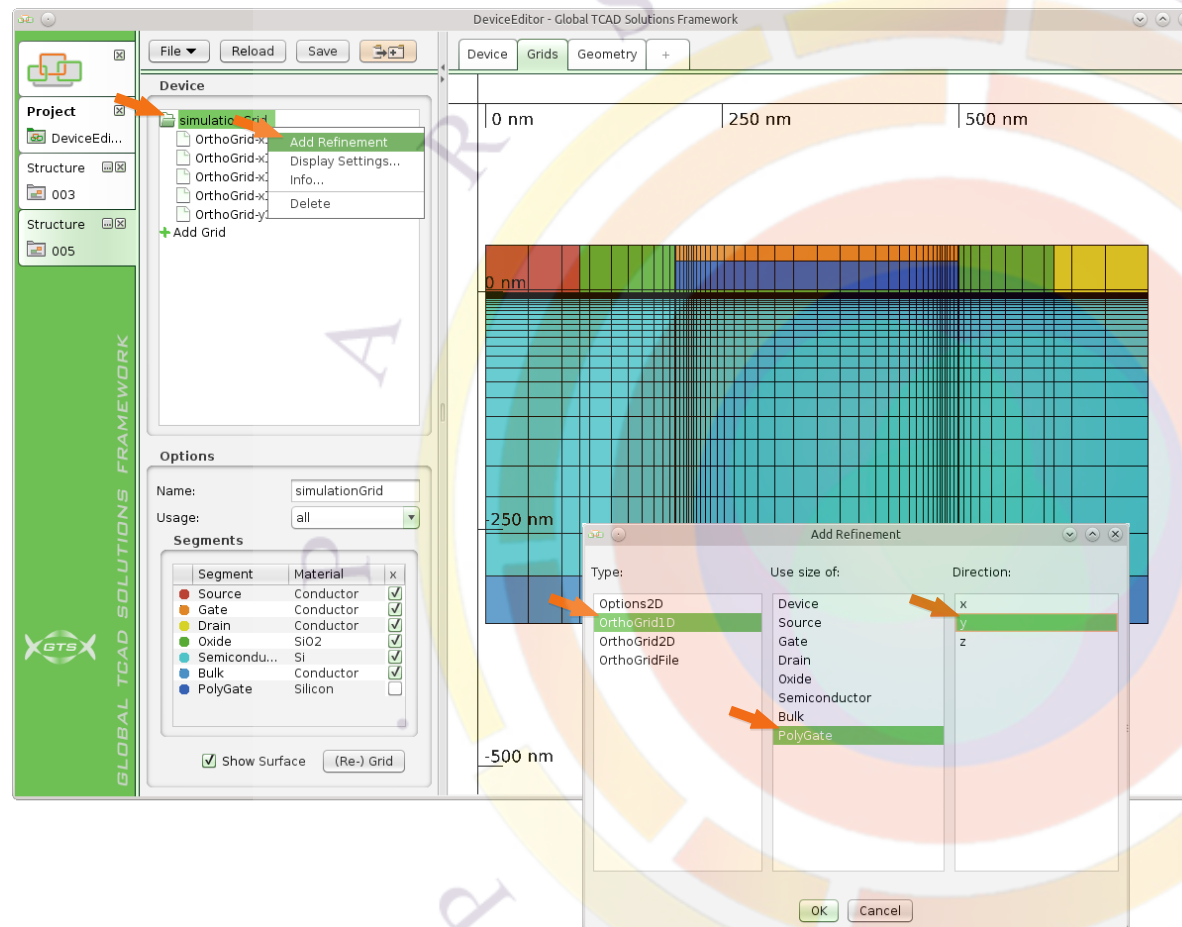 DeviceEditor - Global TCAD Solutions Framework
File Reload Save
Device Grids Geometry +
Device
Project
DeviceEdi...
Structure
003
Structure
005
simulationGrid
OrthoGrid-x
OrthoGrid-x
OrthoGrid-x
OrthoGrid-x
OrthoGrid-y
Add Grid
Add Refinement
Display Settings...
Info...
Delete
0 nm 250 nm 500 nm
0 nm
-250 nm
-500 nm
Options
Name: simulationGrid
Usage: all
Segments
Segment Material x
Source Conductor
Gate Conductor
Drain Conductor
Oxide SiO2
Semicondu... Si
Bulk Conductor
PolyGate Silicon
Show Surface (Re-) Grid
GTS
GLOBAL TCAD SOLUTIONS FRAMEWORK
Add Refinement
Type: Use size of: Direction:
Options2D Device x
OrthoGrid1D Source y
OrthoGrid2D Gate z
OrthoGridFile Drain
Oxide
Semiconductor
Bulk
PolyGate
OK Cancel